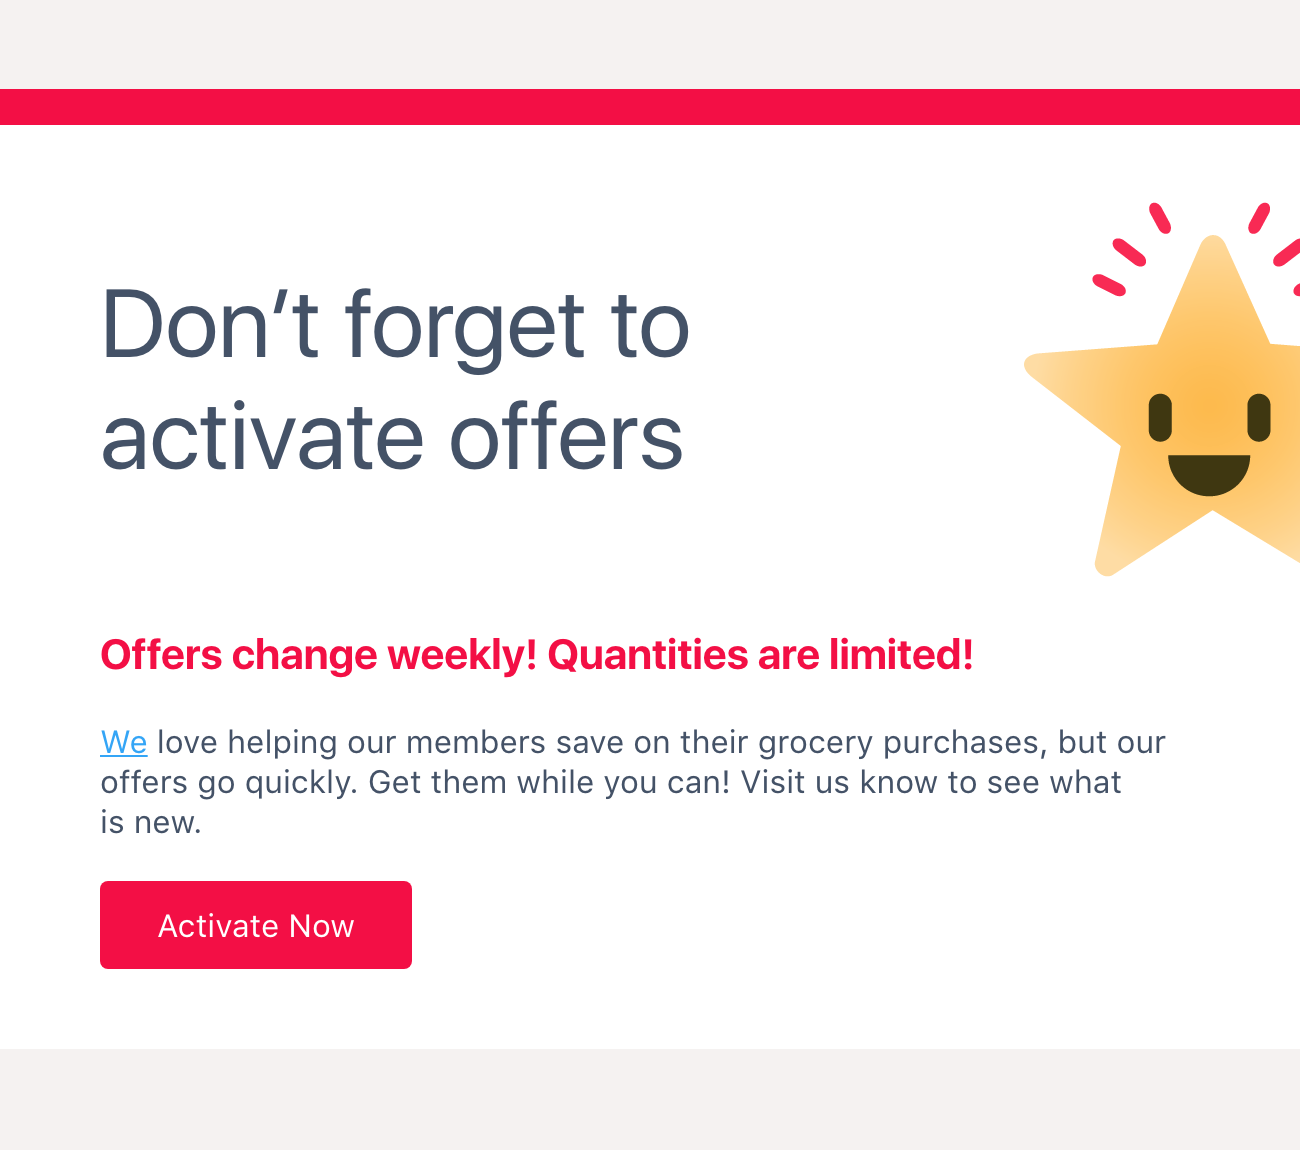 Don’t forget to
activate offers
Offers change weekly! Quantities are limited!
We love helping our members save on their grocery purchases, but our
offers go quickly. Get them while you can! Visit us know to see what
is new.
Activate Now